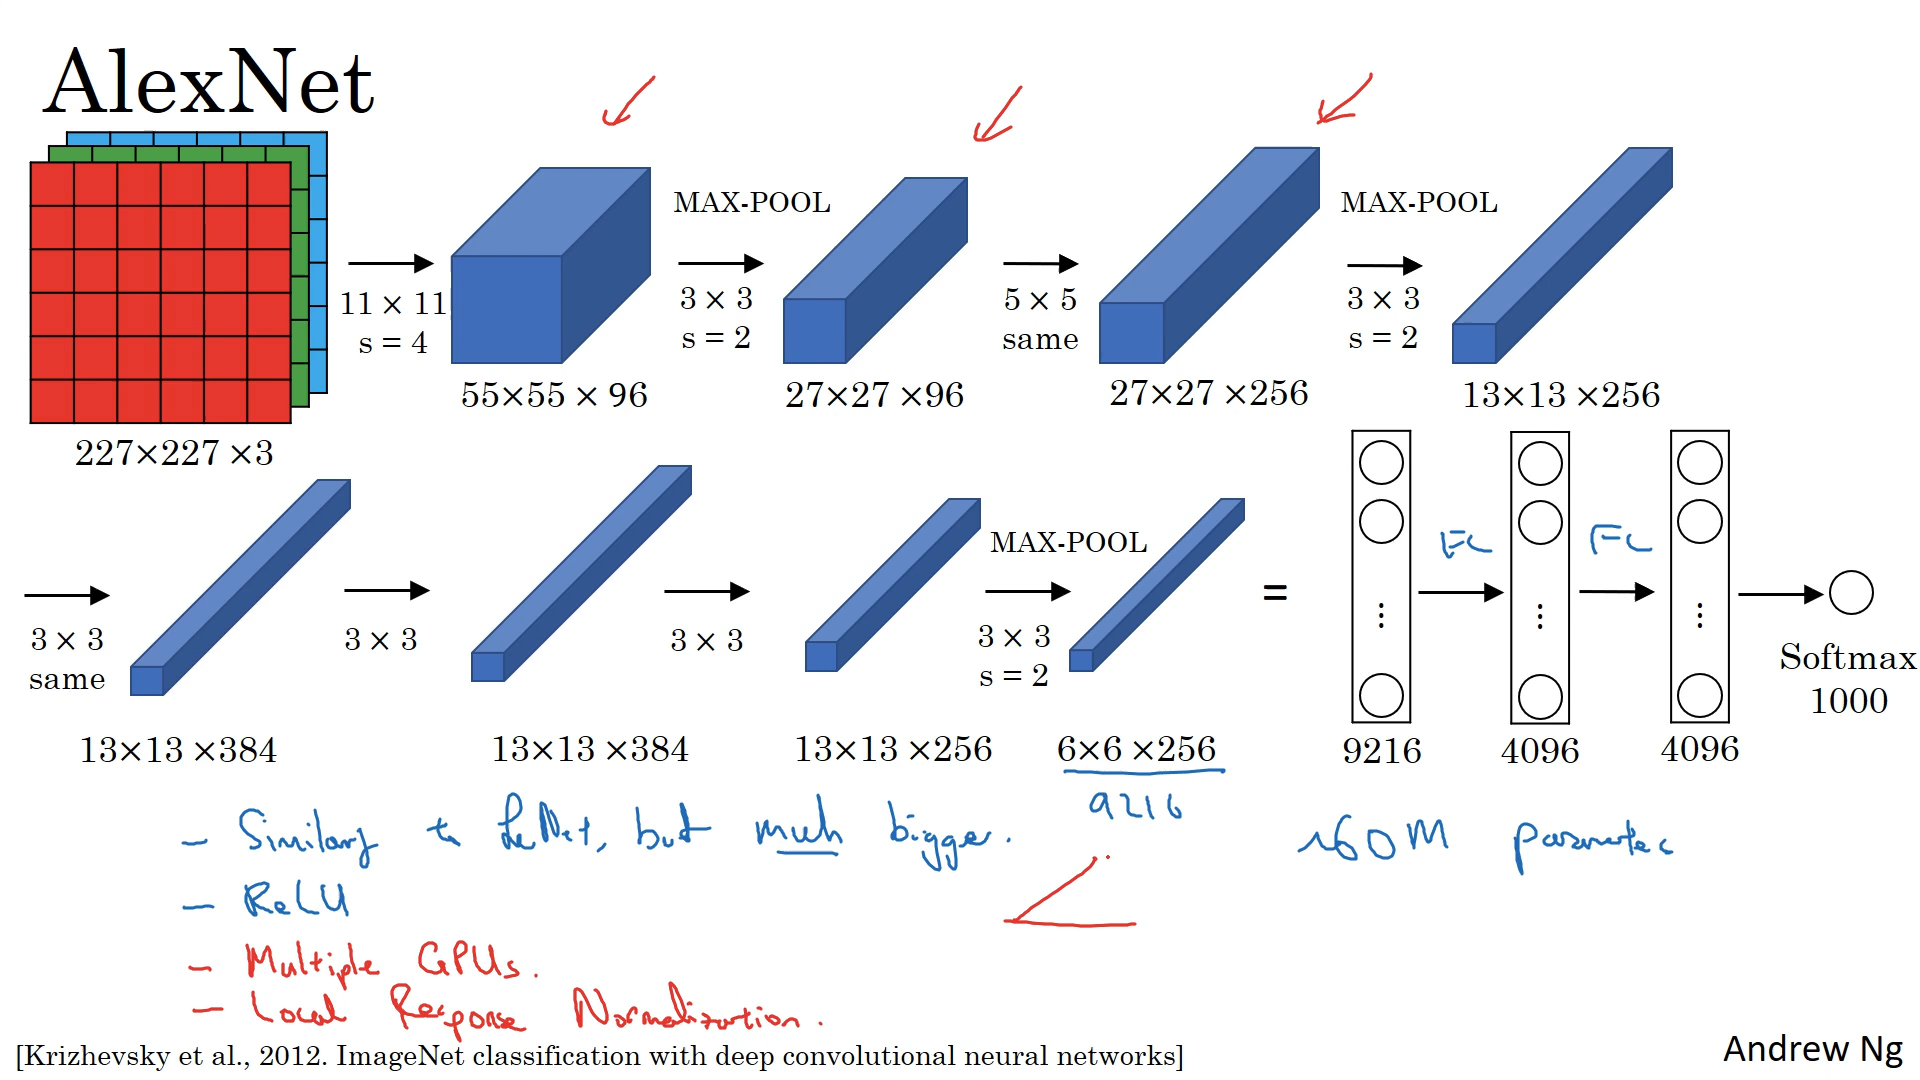 AlexNet
MAX-POOL
MAX-POOL
11 × 11
s = 4
3 × 3
s = 2
5 × 5
same
3 × 3
s = 2
227×227 ×3
55×55 × 96
27×27 ×96
27×27 ×256
13×13 ×256
3 × 3
same
3 × 3
3 × 3
MAX-POOL
3 × 3
s = 2
=
FC
FC
Softmax
1000
13×13 ×384
13×13 ×384
13×13 ×256
6×6 ×256
9216
4096
4096
9216
- to LeNet, but much bigger.
~60M
- ReLU
- Multiple GPUs.
- Local Response Normalization.
[Krizhevsky et al., 2012. ImageNet classification with deep convolutional neural networks]
Andrew Ng